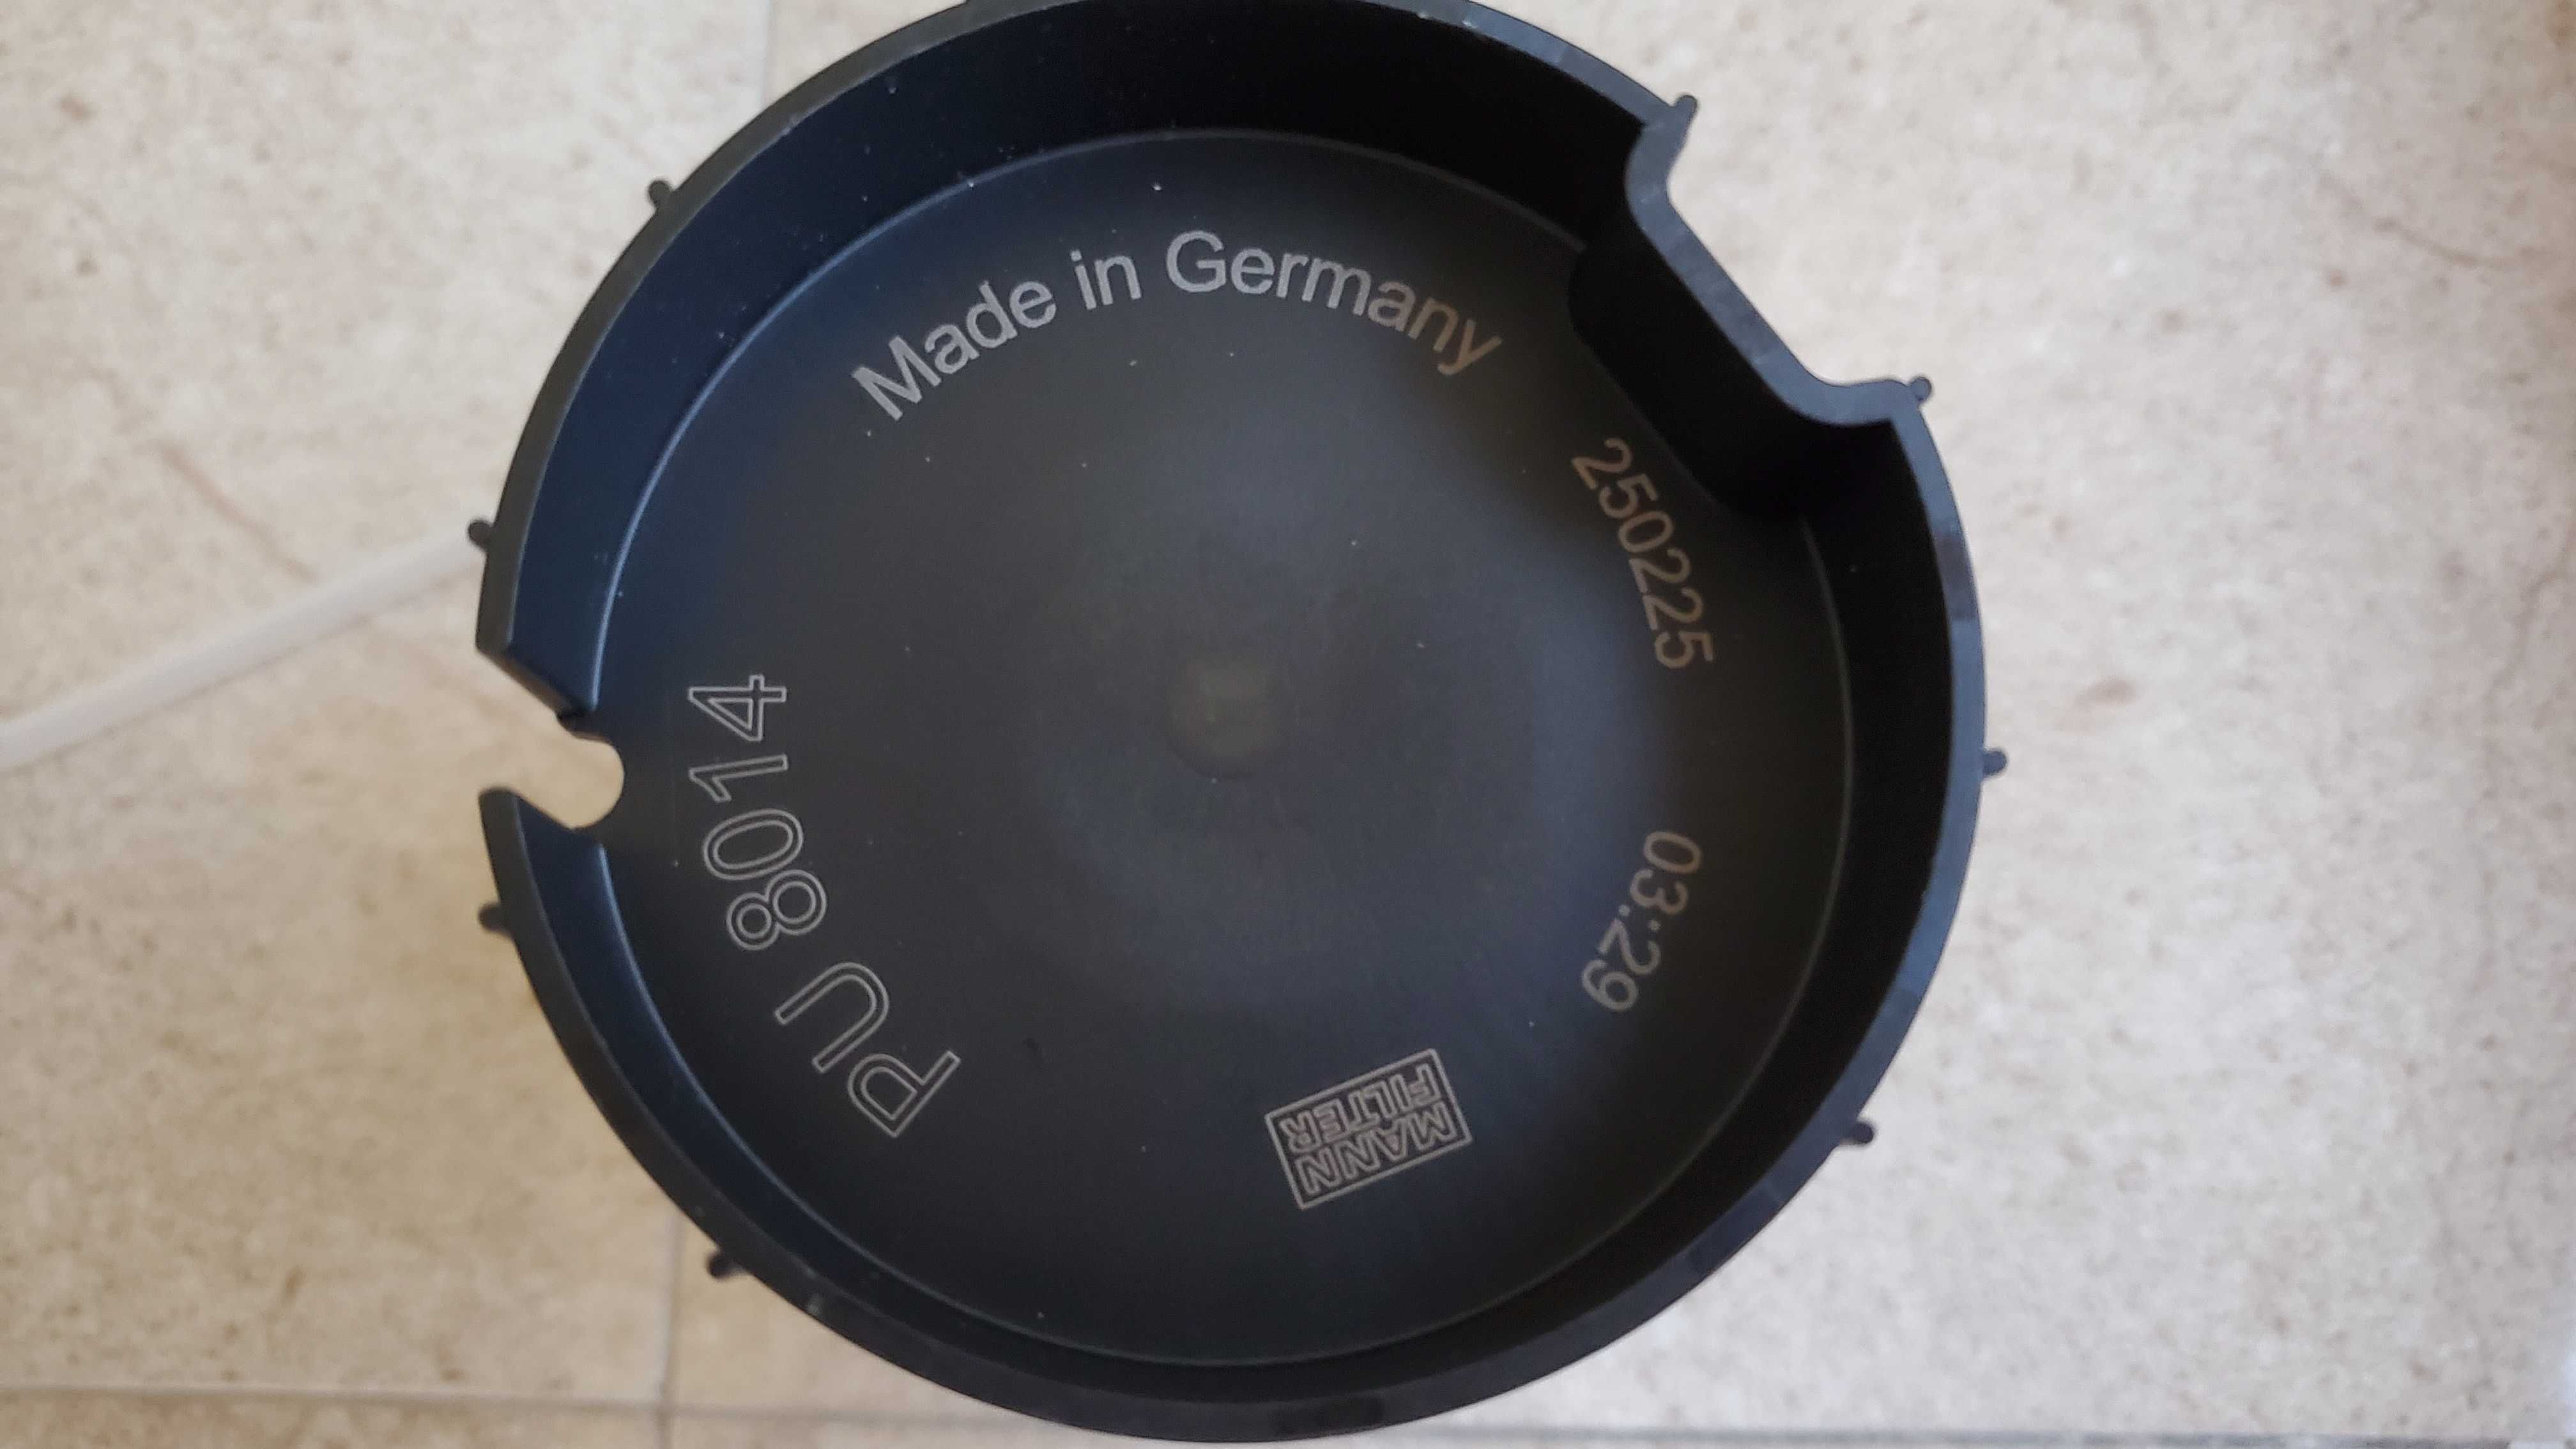 Made in Germany
250225
03:29
MANN
FILTER
PU 8014